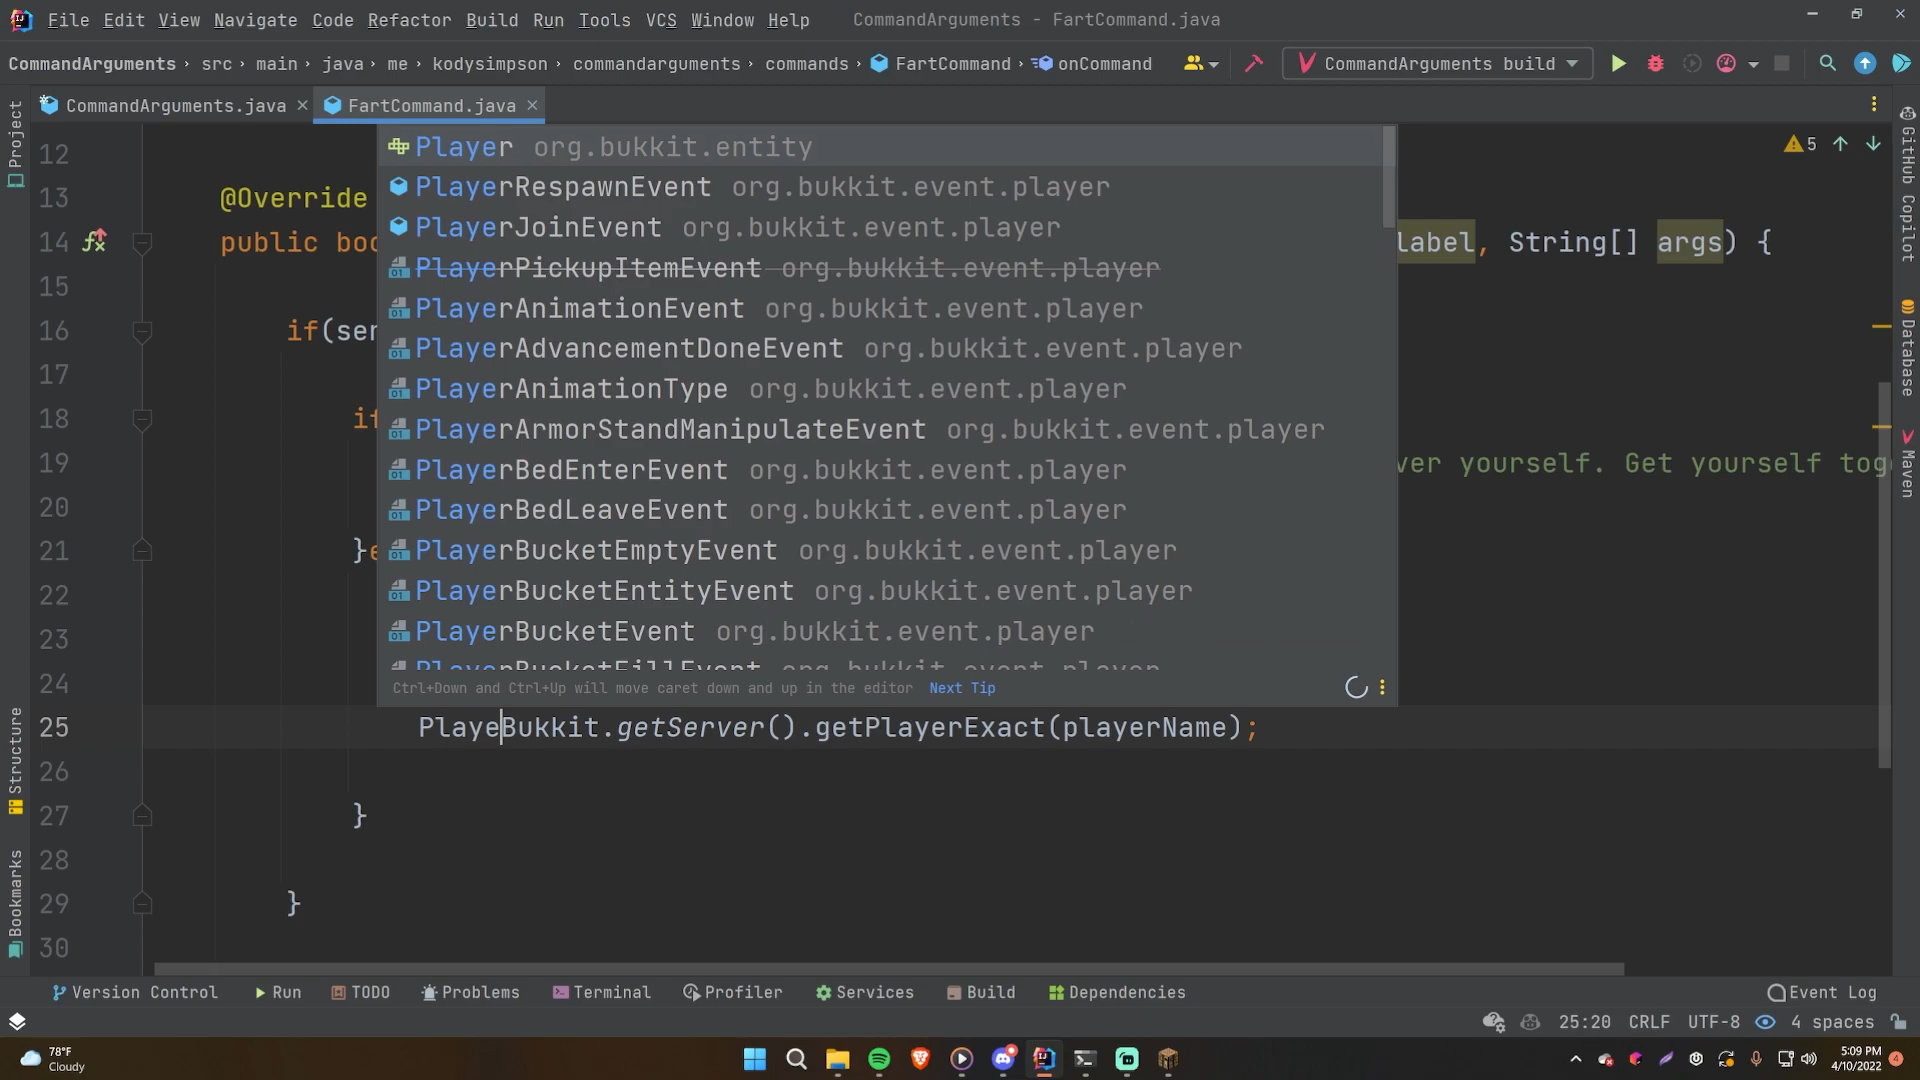 File Edit View Navigate Code Refactor Build Run Tools VCS Window Help CommandArguments - FartCommand.java
CommandArguments › src › main › java › me › kodysimpson › commandarguments › commands › FartCommand › onCommand CommandArguments build
CommandArguments.java FartCommand.java
Project
Structure
Bookmarks
GitHub Copilot
Database
Maven
Player org.bukkit.entity
PlayerRespawnEvent org.bukkit.event.player
PlayerJoinEvent org.bukkit.event.player
PlayerPickupItemEvent org.bukkit.event.player
PlayerAnimationEvent org.bukkit.event.player
PlayerAdvancementDoneEvent org.bukkit.event.player
PlayerAnimationType org.bukkit.event.player
PlayerArmorStandManipulateEvent org.bukkit.event.player
PlayerBedEnterEvent org.bukkit.event.player
PlayerBedLeaveEvent org.bukkit.event.player
PlayerBucketEmptyEvent org.bukkit.event.player
PlayerBucketEntityEvent org.bukkit.event.player
PlayerBucketEvent org.bukkit.event.player
PlayerBucketFillEvent org.bukkit.event.player
Ctrl+Down and Ctrl+Up will move caret down and up in the editor Next Tip
5
12
13 @Override
14 public boo label, String[] args) {
15
16 if(sen
17
18 if
19 ver yourself. Get yourself tog
20
21 }e
22
23
24
25 PlayeBukkit.getServer().getPlayerExact(playerName);
26
27 }
28
29 }
30
Version Control Run TODO Problems Terminal Profiler Services Build Dependencies Event Log
25:20 CRLF UTF-8 4 spaces
78°F
Cloudy
5:09 PM
4/10/2022
4